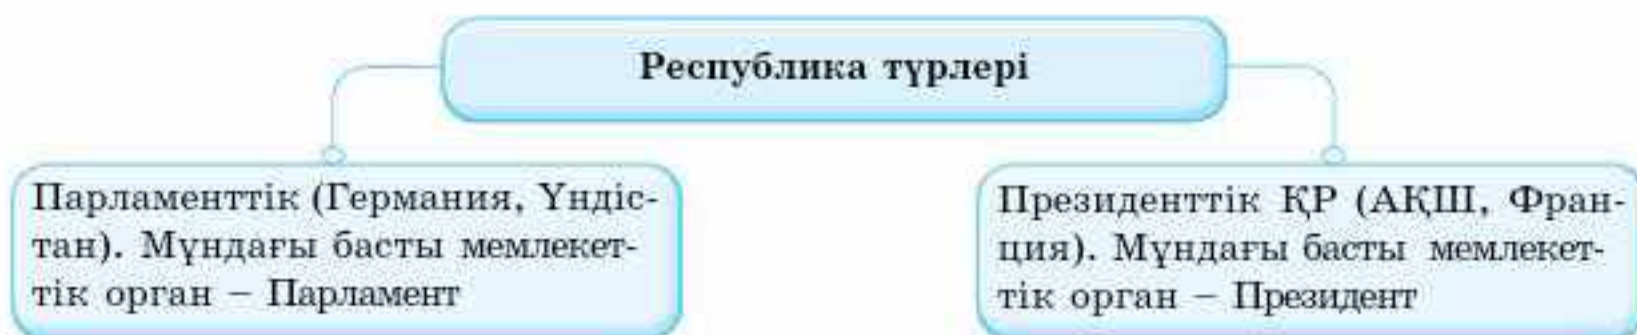 Республика түрлері
Парламенттік (Германия, Үндіс-
тан). Мұндағы басты мемлекет-
тік орган – Парламент
Президенттік ҚР (АҚШ, Фран-
ция). Мұндағы басты мемлекет-
тік орган – Президент